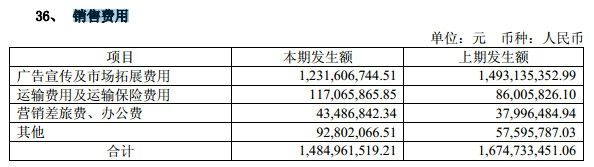 36、 销售费用
单位：元 币种：人民币
项目 本期发生额 上期发生额
广告宣传及市场拓展费用 1,231,606,744.51 1,493,135,352.99
运输费用及运输保险费用 117,065,865.85 86,005,826.10
营销差旅费、办公费 43,486,842.34 37,996,484.94
其他 92,802,066.51 57,595,787.03
合计 1,484,961,519.21 1,674,733,451.06